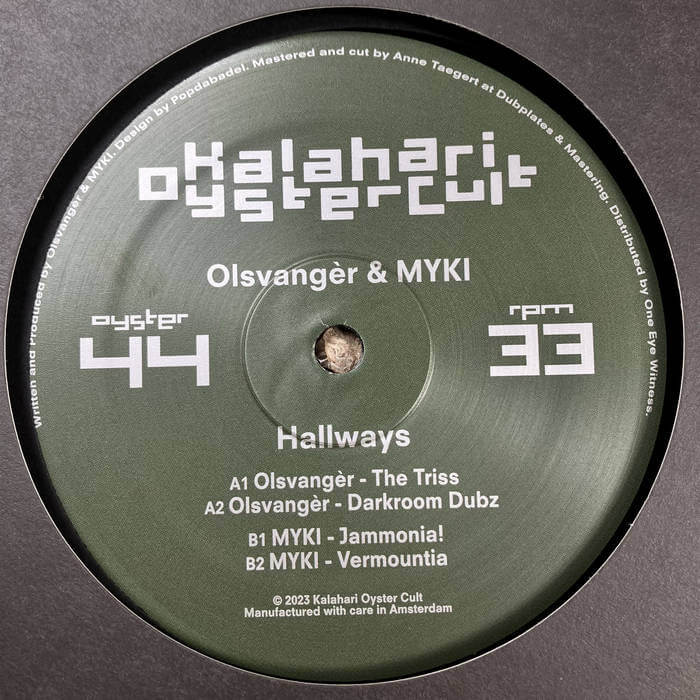 Written and Produced by Olsvangèr & MYKI. Design by Popdabadel. Mastered and cut by Anne Taegert at Dubplates & Mastering. Distributed by One Eye Witness.
Kalahari
oysterCult
Olsvangèr & MYKI
oyster
44
rpm
33
Hallways
A1 Olsvangèr - The Triss
A2 Olsvangèr - Darkroom Dubz
B1 MYKI - Jammonia!
B2 MYKI - Vermountia
© 2023 Kalahari Oyster Cult
Manufactured with care in Amsterdam